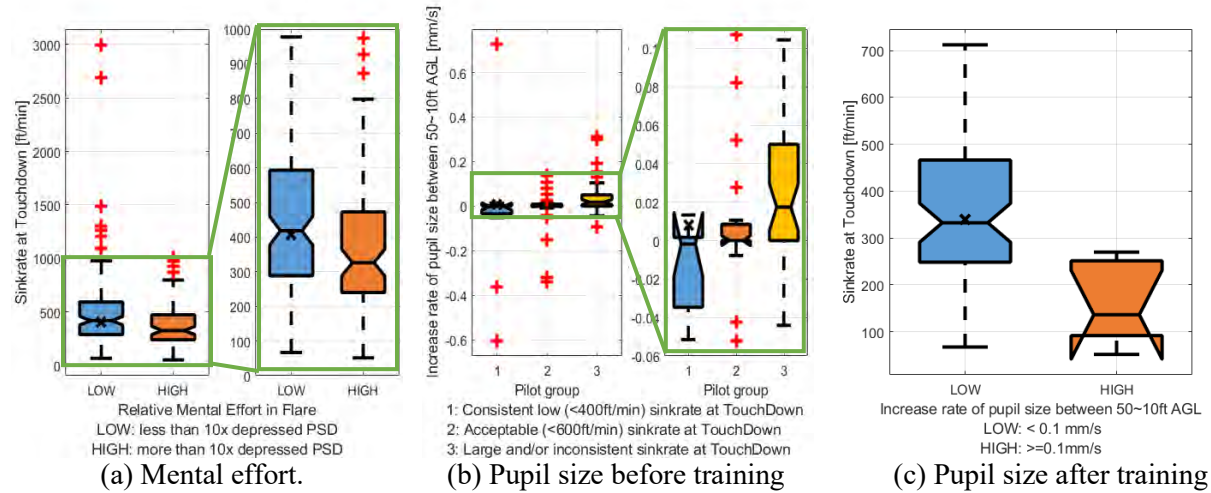 Sinkrate at Touchdown [ft/min]
3000
2500
2000
1500
1000
500
0
LOW
HIGH
1000
900
800
700
600
500
400
300
200
100
0
LOW
HIGH
Relative Mental Effort in Flare
LOW: less than 10x depressed PSD
HIGH: more than 10x depressed PSD
(a) Mental effort.
Increase rate of pupil size between 50~10ft AGL [mm/s]
0.6
0.4
0.2
0
-0.2
-0.4
-0.6
1
2
3
0.1
0.08
0.06
0.04
0.02
0
-0.02
-0.04
-0.06
1
2
3
Pilot group
Pilot group
1: Consistent low (<400ft/min) sinkrate at TouchDown
2: Acceptable (<600ft/min) sinkrate at TouchDown
3: Large and/or inconsistent sinkrate at TouchDown
(b) Pupil size before training
Sinkrate at Touchdown [ft/min]
700
600
500
400
300
200
100
LOW
HIGH
Increase rate of pupil size between 50~10ft AGL
LOW: < 0.1 mm/s
HIGH: >=0.1mm/s
(c) Pupil size after training